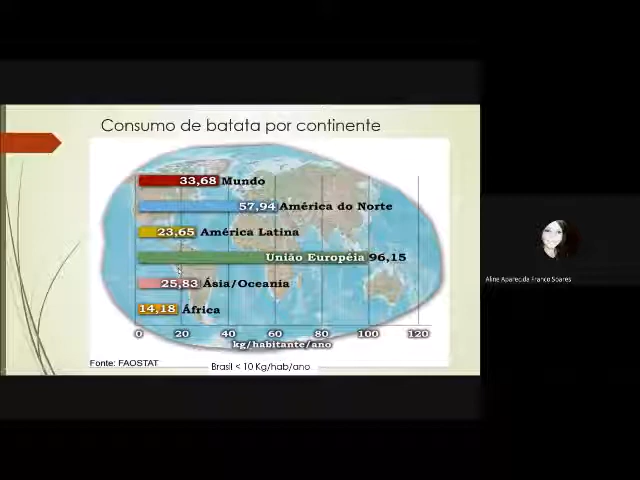 Consumo de batata por continente
33,68 Mundo
57,94 América do Norte
23,65 América Latina
União Européia 96,15
25,83 Ásia/Oceania
14,18 África
0 20 40 60 80 100 120
kg/habitante/ano
Fonte: FAOSTAT
Brasil < 10 Kg/hab/ano
Aline Aparecida Franco Soares